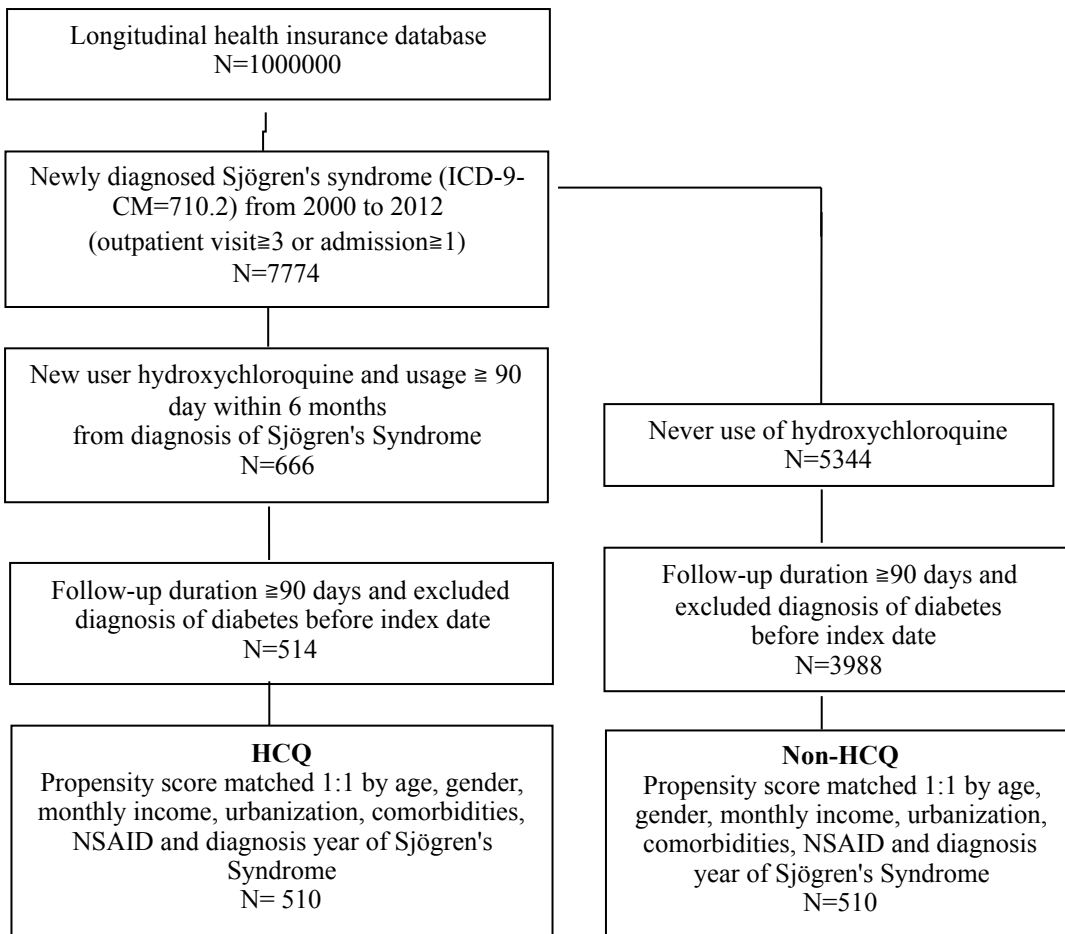 Longitudinal health insurance database
N=1000000
Newly diagnosed Sjögren's syndrome (ICD-9-
CM=710.2) from 2000 to 2012
(outpatient visit≧3 or admission≧1)
N=7774
New user hydroxychloroquine and usage ≧ 90
day within 6 months
from diagnosis of Sjögren's Syndrome
N=666
Never use of hydroxychloroquine
N=5344
Follow-up duration ≧90 days and excluded
diagnosis of diabetes before index date
N=514
Follow-up duration ≧90 days and
excluded diagnosis of diabetes
before index date
N=3988
HCQ
Propensity score matched 1:1 by age, gender,
monthly income, urbanization, comorbidities,
NSAID and diagnosis year of Sjögren's
Syndrome
N= 510
Non-HCQ
Propensity score matched 1:1 by age,
gender, monthly income, urbanization,
comorbidities, NSAID and diagnosis
year of Sjögren's Syndrome
N=510